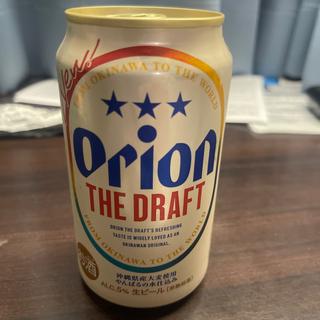 FROM OKINAWA TO THE WORLD
Orion
THE DRAFT
ORION THE DRAFT'S REFRESHING
TASTE IS WIDELY LOVED AS AN
OKINAWAN ORIGINAL.
FROM OKINAWA TO THE WORLD
お酒
沖縄県産大麦使用
やんばるの水仕込み
ALC.5% 生ビール